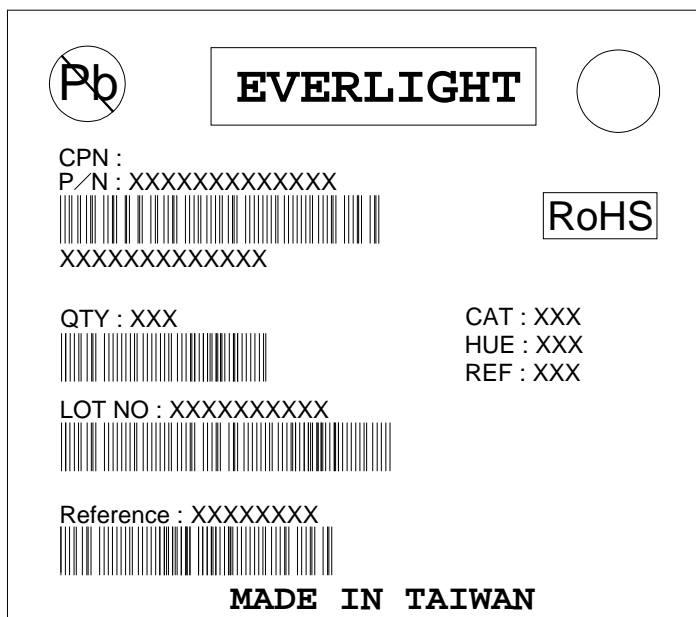 Pb
EVERLIGHT
CPN :
P/N : XXXXXXXXXXXXX
RoHS
XXXXXXXXXXXXX
QTY : XXX
CAT : XXX
HUE : XXX
REF : XXX
LOT NO : XXXXXXXXXX
Reference : XXXXXXXX
MADE IN TAIWAN